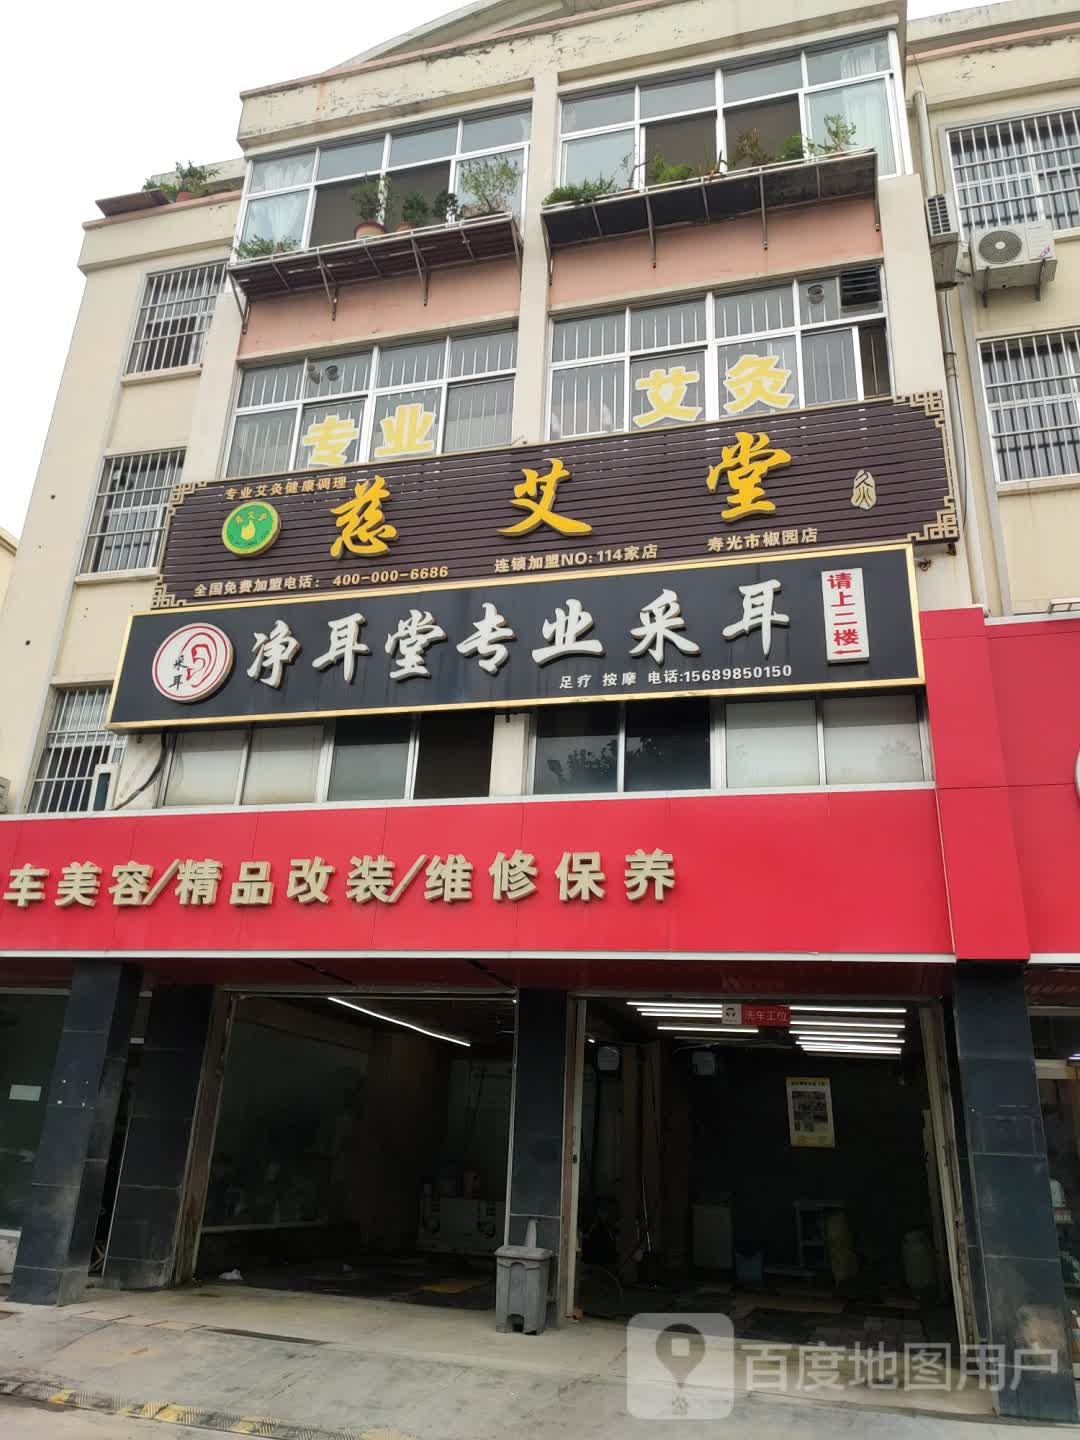 专业 艾灸
专业艾灸健康调理
慈艾堂
灸
全国免费加盟电话： 400-000-6686
连锁加盟NO: 114家店
寿光市椒园店
采耳
净耳堂专业采耳
请上二楼
足疗 按摩 电话:15689850150
车美容/精品改装/维修保养
洗车工位
百度地图用户